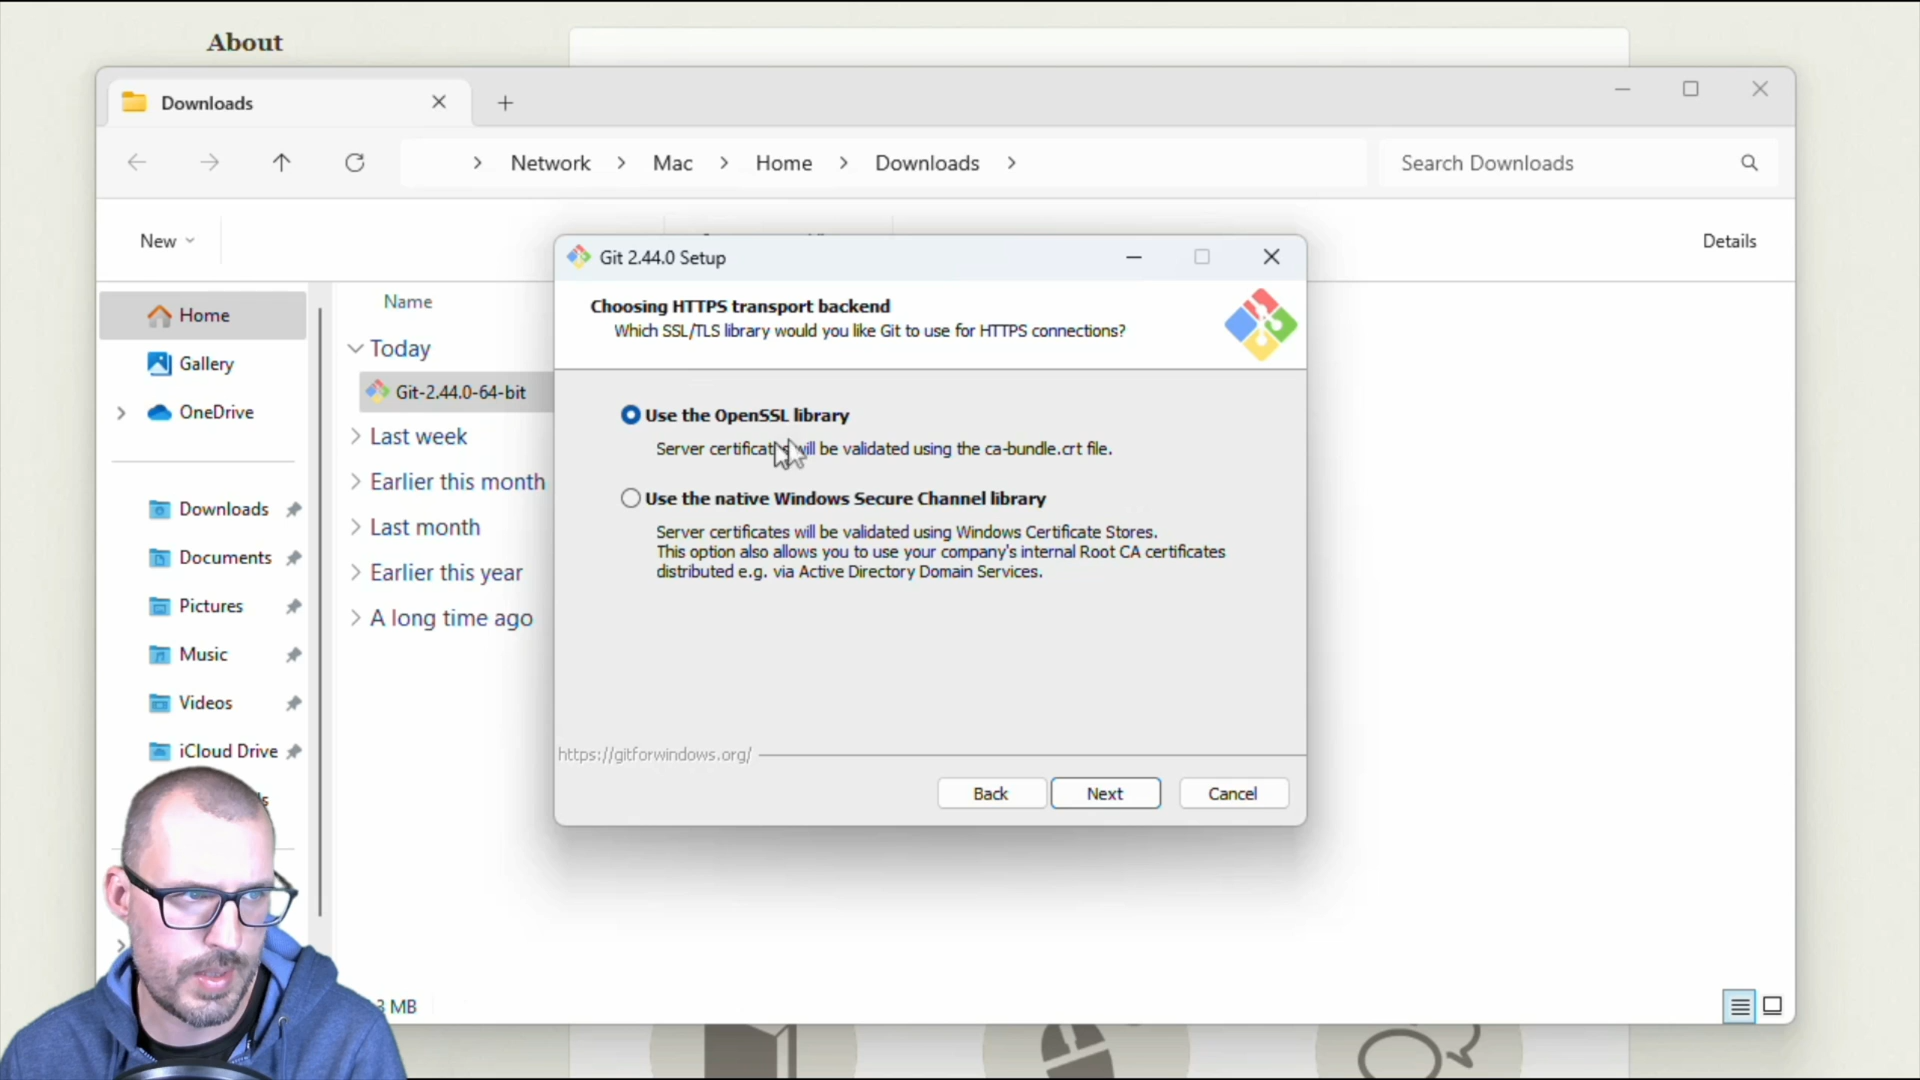 About
Downloads
Network
Mac
Home
Downloads
Search Downloads
New
Details
Git 2.44.0 Setup
Choosing HTTPS transport backend
Which SSL/TLS library would you like Git to use for HTTPS connections?
Use the OpenSSL library
Server certificates will be validated using the ca-bundle.crt file.
Use the native Windows Secure Channel library
Server certificates will be validated using Windows Certificate Stores.
This option also allows you to use your company's internal Root CA certificates
distributed e.g. via Active Directory Domain Services.
https://gitforwindows.org/
Back
Next
Cancel
Home
Gallery
OneDrive
Downloads
Documents
Pictures
Music
Videos
iCloud Drive
Name
Today
Git-2.44.0-64-bit
Last week
Earlier this month
Last month
Earlier this year
A long time ago
MB